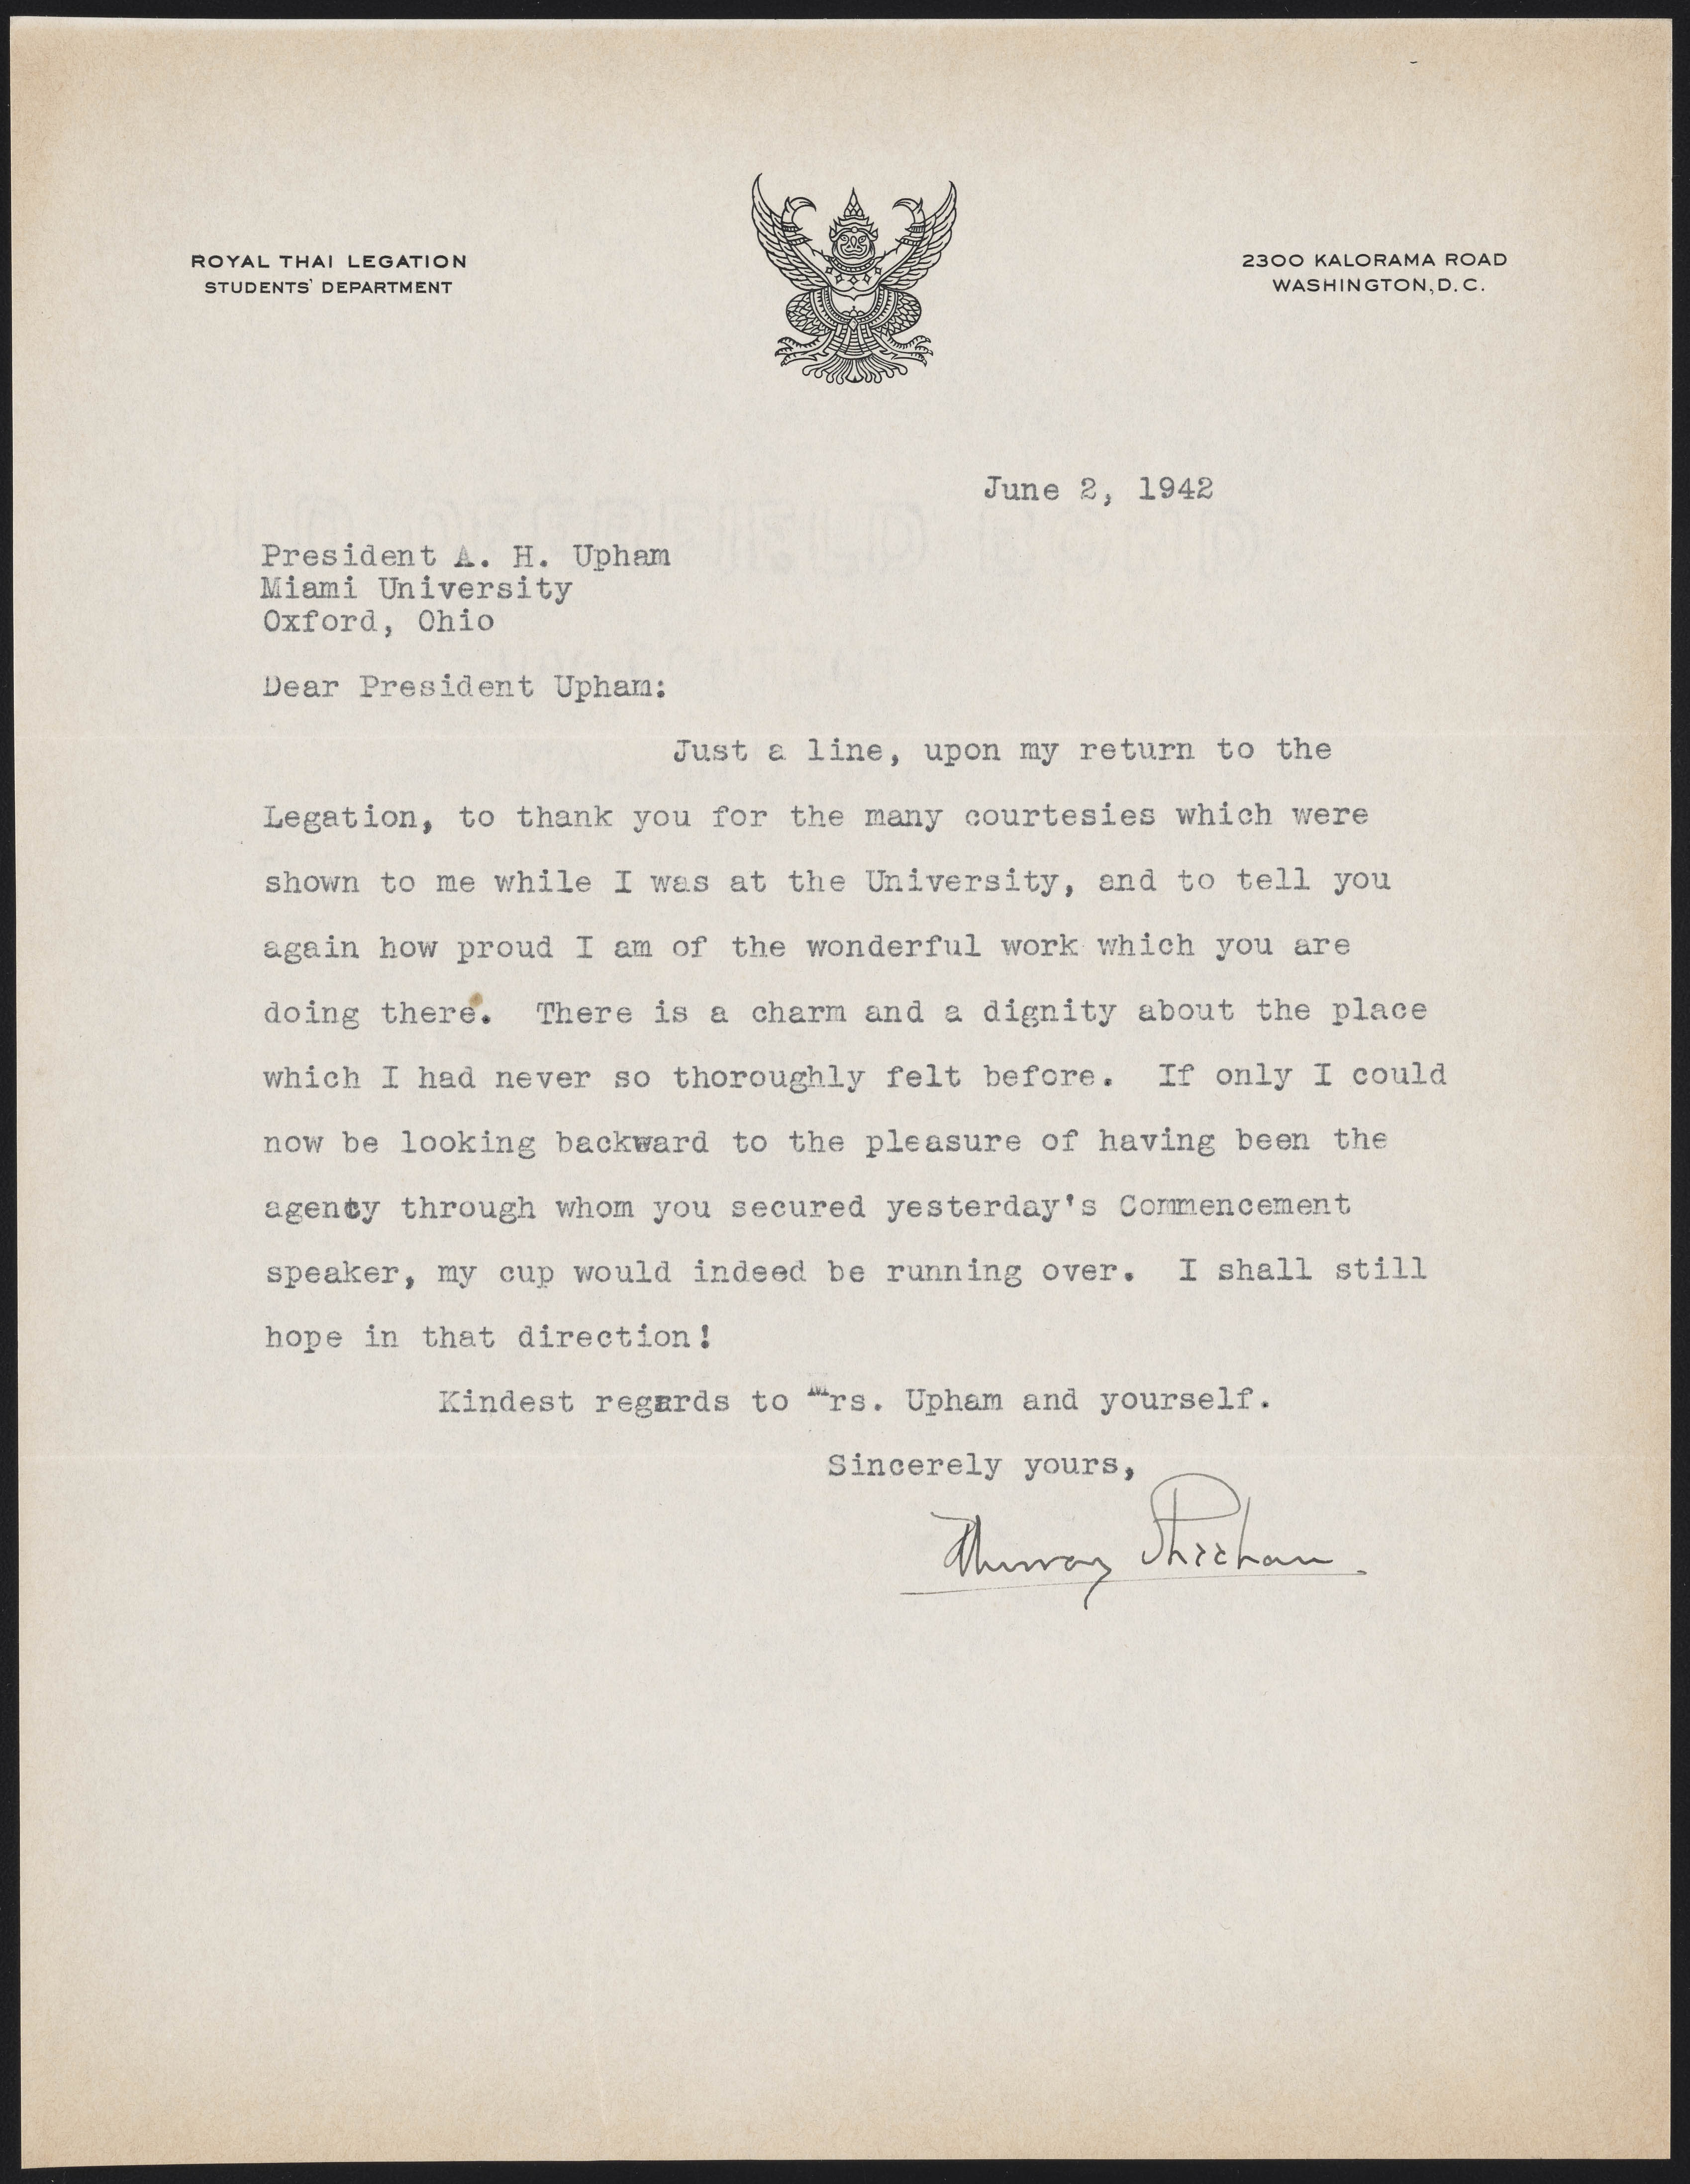 ROYAL THAI LEGATION
STUDENTS' DEPARTMENT
2300 KALORAMA ROAD
WASHINGTON, D. C.
June 2, 1942
President A. H. Upham
Miami University
Oxford, Ohio
Dear President Upham:
Just a line, upon my return to the
Legation, to thank you for the many courtesies which were
shown to me while I was at the University, and to tell you
again how proud I am of the wonderful work which you are
doing there. There is a charm and a dignity about the place
which I had never so thoroughly felt before. If only I could
now be looking backward to the pleasure of having been the
agency through whom you secured yesterday's Commencement
speaker, my cup would indeed be running over. I shall still
hope in that direction!
Kindest regards to Mrs. Upham and yourself.
Sincerely yours,
Murray Sheehan